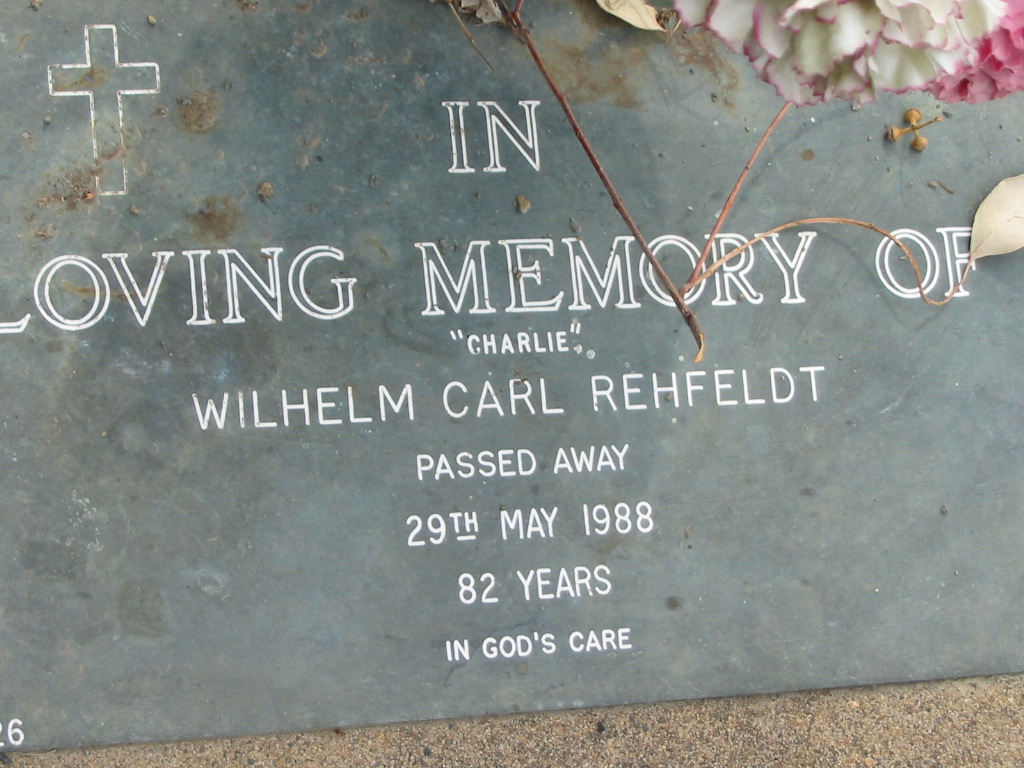 IN
LOVING MEMORY OF
"CHARLIE"
WILHELM CARL REHFELDT
PASSED AWAY
29TH MAY 1988
82 YEARS
IN GOD'S CARE
26